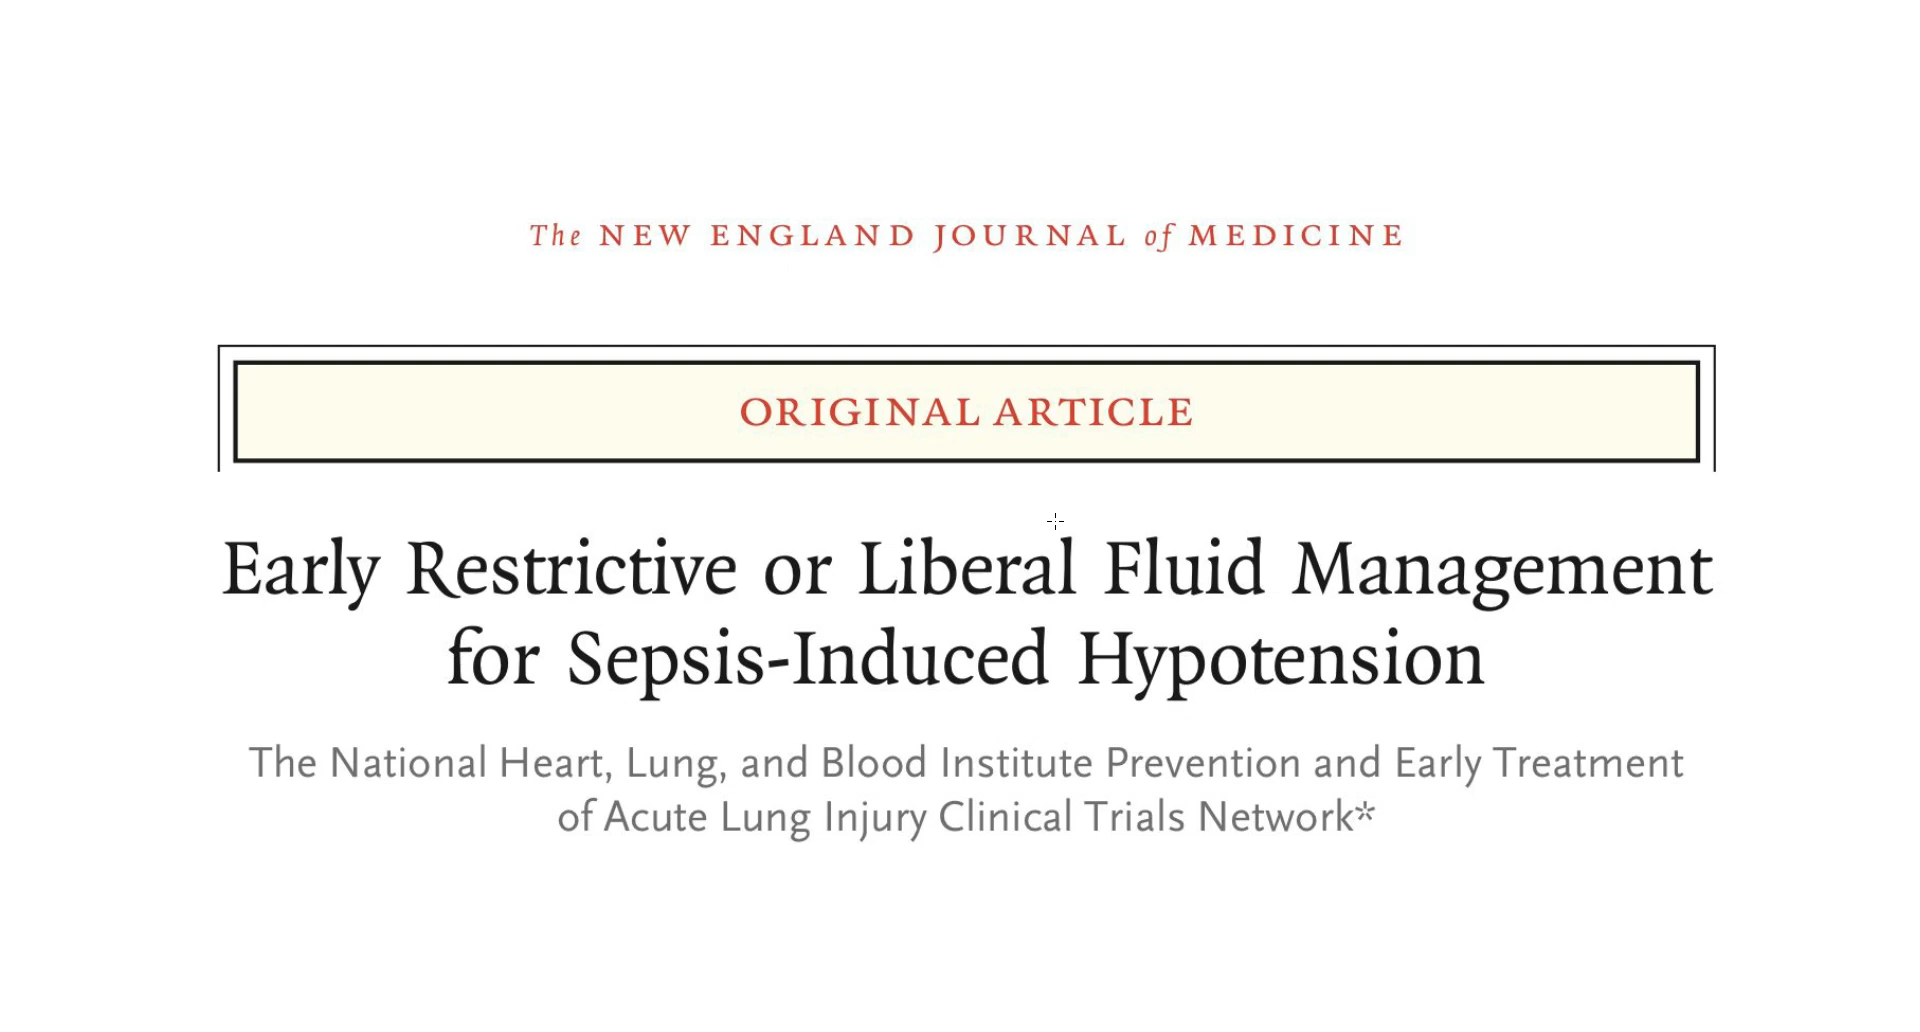 The NEW ENGLAND JOURNAL of MEDICINE
ORIGINAL ARTICLE
Early Restrictive or Liberal Fluid Management
for Sepsis-Induced Hypotension
The National Heart, Lung, and Blood Institute Prevention and Early Treatment
of Acute Lung Injury Clinical Trials Network*